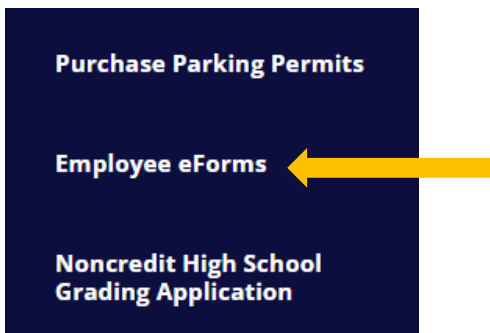 Purchase Parking Permits
Employee eForms
Noncredit High School
Grading Application